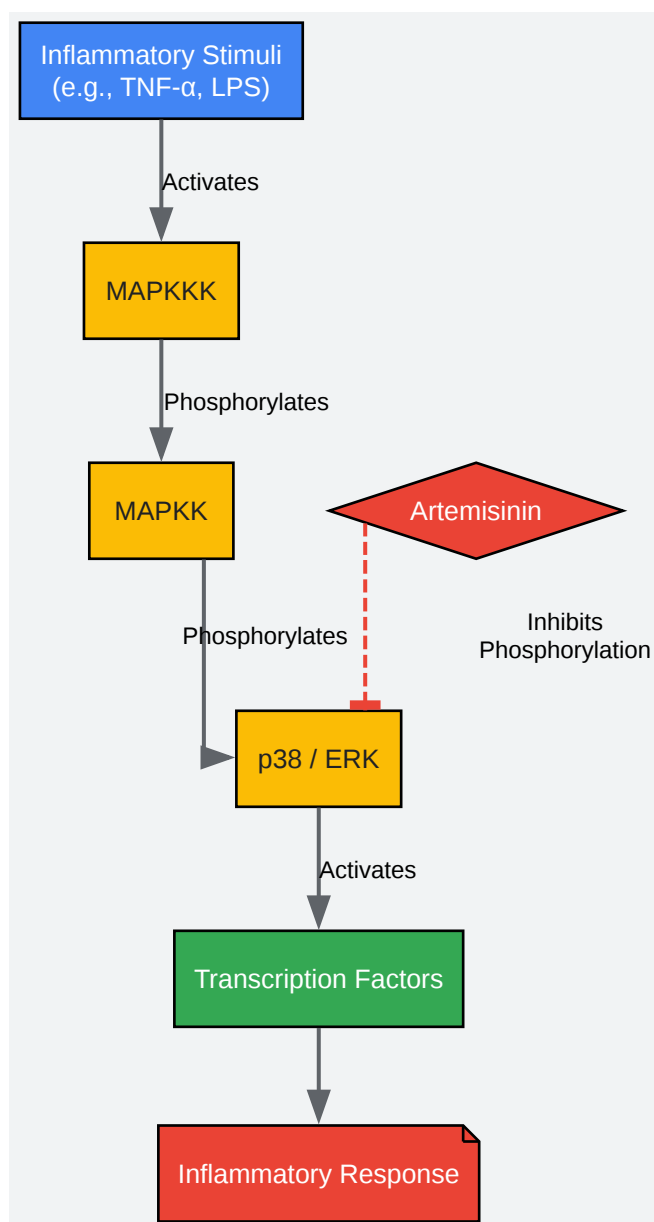 Inflammatory Stimuli
(e.g., TNF-α, LPS)
Activates
MAPKKK
Phosphorylates
MAPKK
Artemisinin
Phosphorylates
Inhibits
Phosphorylation
p38 / ERK
Activates
Transcription Factors
Inflammatory Response